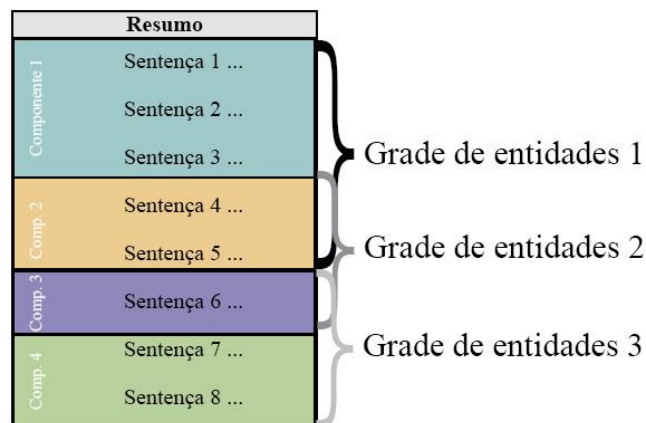 Resumo
Componente 1
Sentença 1 ...
Sentença 2 ...
Sentença 3 ...
Grade de entidades 1
Comp. 2
Sentença 4 ...
Sentença 5 ...
Grade de entidades 2
Comp. 3
Sentença 6 ...
Comp. 4
Sentença 7 ...
Sentença 8 ...
Grade de entidades 3